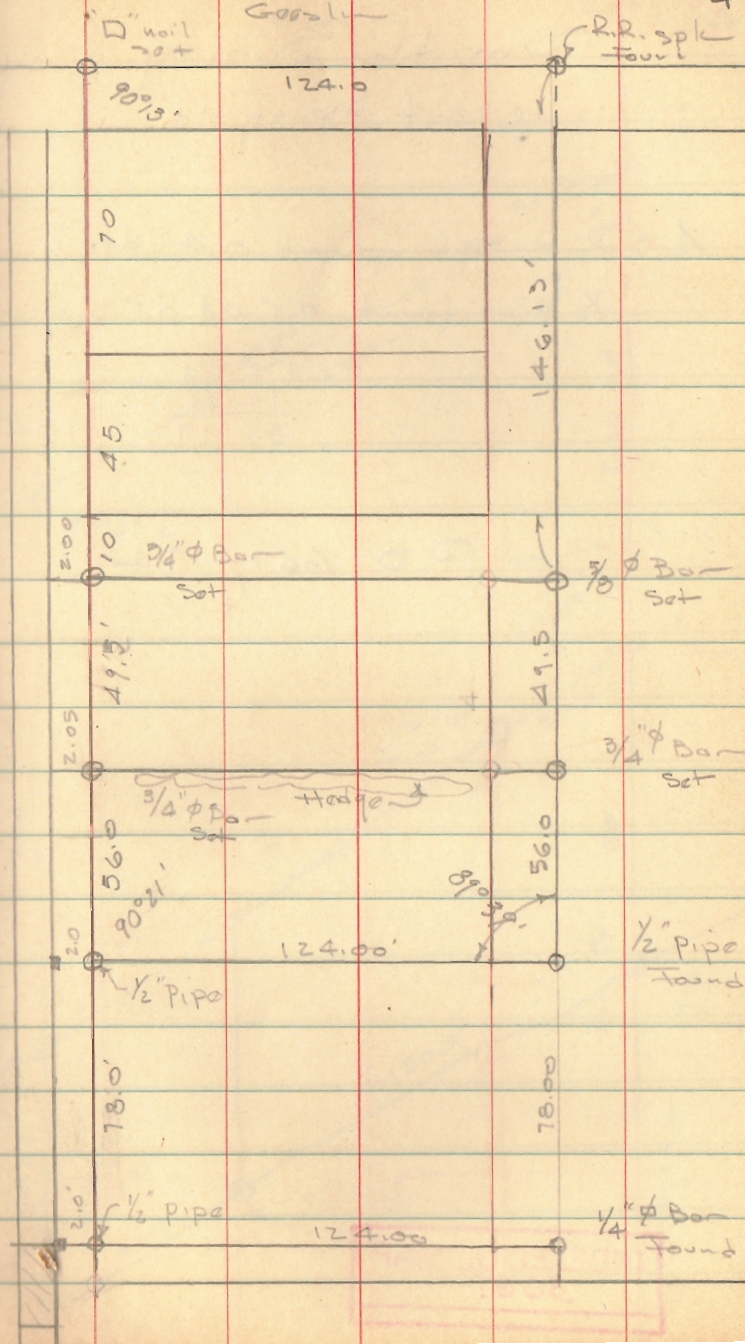 "□" nail
set
R.R. spk
Found
124.0
90°13'
70
146.13'
45
2.00
10
3/4" φ Bar
Set
φ Bar
Set
49.5'
49.5
2.05
3/4" φ Bar
Set
3/4" φ Bar
Set
Hedge
56.0
56.0
90°21'
2.0
124.00'
1/2" pipe
Found
1/2" pipe
78.0'
78.00
2.0'
1/2" pipe
124.00
1/4" φ Bar
Found